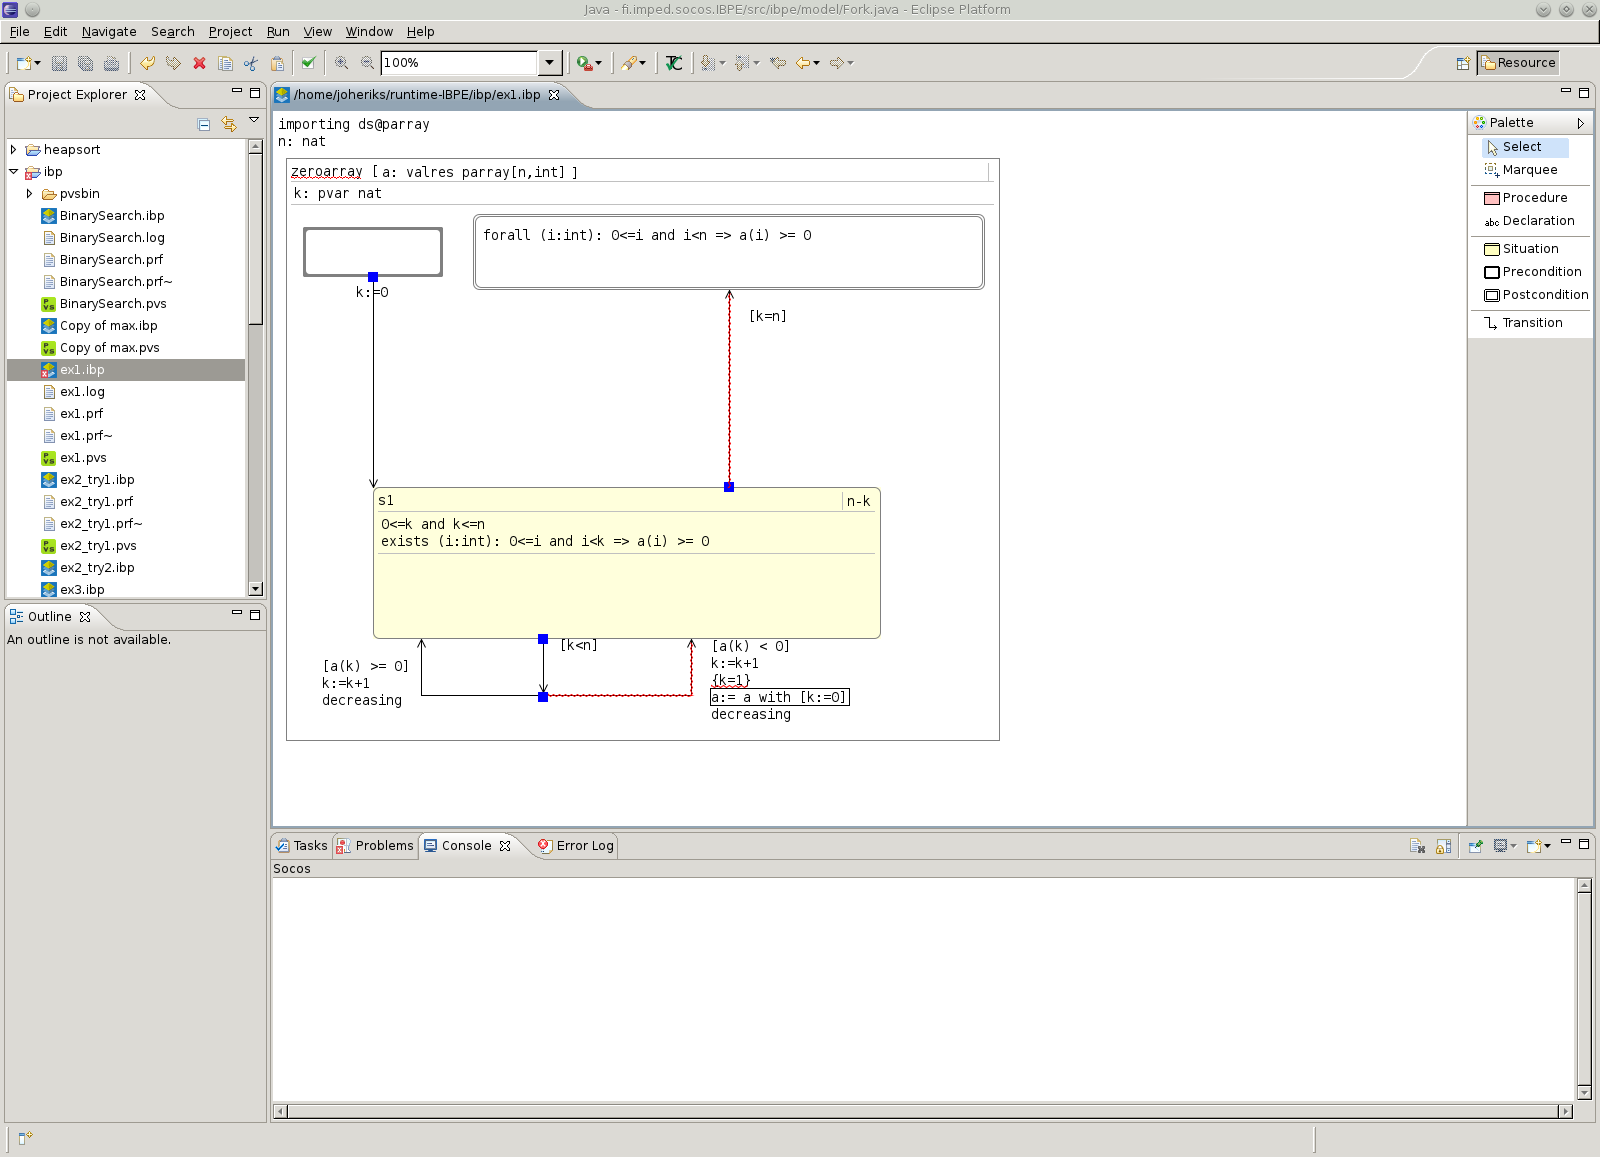 Java - fi.imped.socos.IBPE/src/ibpe/model/Fork.java - Eclipse Platform
File Edit Navigate Search Project Run View Window Help
100%
Resource
Project Explorer
heapsort
ibp
pvsbin
BinarySearch.ibp
BinarySearch.log
BinarySearch.prf
BinarySearch.prf~
BinarySearch.pvs
Copy of max.ibp
Copy of max.pvs
ex1.ibp
ex1.log
ex1.prf
ex1.prf~
ex1.pvs
ex2_try1.ibp
ex2_try1.prf
ex2_try1.prf~
ex2_try1.pvs
ex2_try2.ibp
ex3.ibp
Outline
An outline is not available.
/home/joheriks/runtime-IBPE/ibp/ex1.ibp
importing ds@parray
n: nat
zeroarray [ a: valres parray[n,int] ]
k: pvar nat
forall (i:int): 0<=i and i<n => a(i) >= 0
k:=0
[k=n]
s1
n-k
0<=k and k<=n
exists (i:int): 0<=i and i<k => a(i) >= 0
[k<n]
[a(k) >= 0]
k:=k+1
decreasing
[a(k) < 0]
k:=k+1
{k=1}
a:= a with [k:=0]
decreasing
Palette
Select
Marquee
Procedure
abc Declaration
Situation
Precondition
Postcondition
Transition
Tasks
Problems
Console
Error Log
Socos